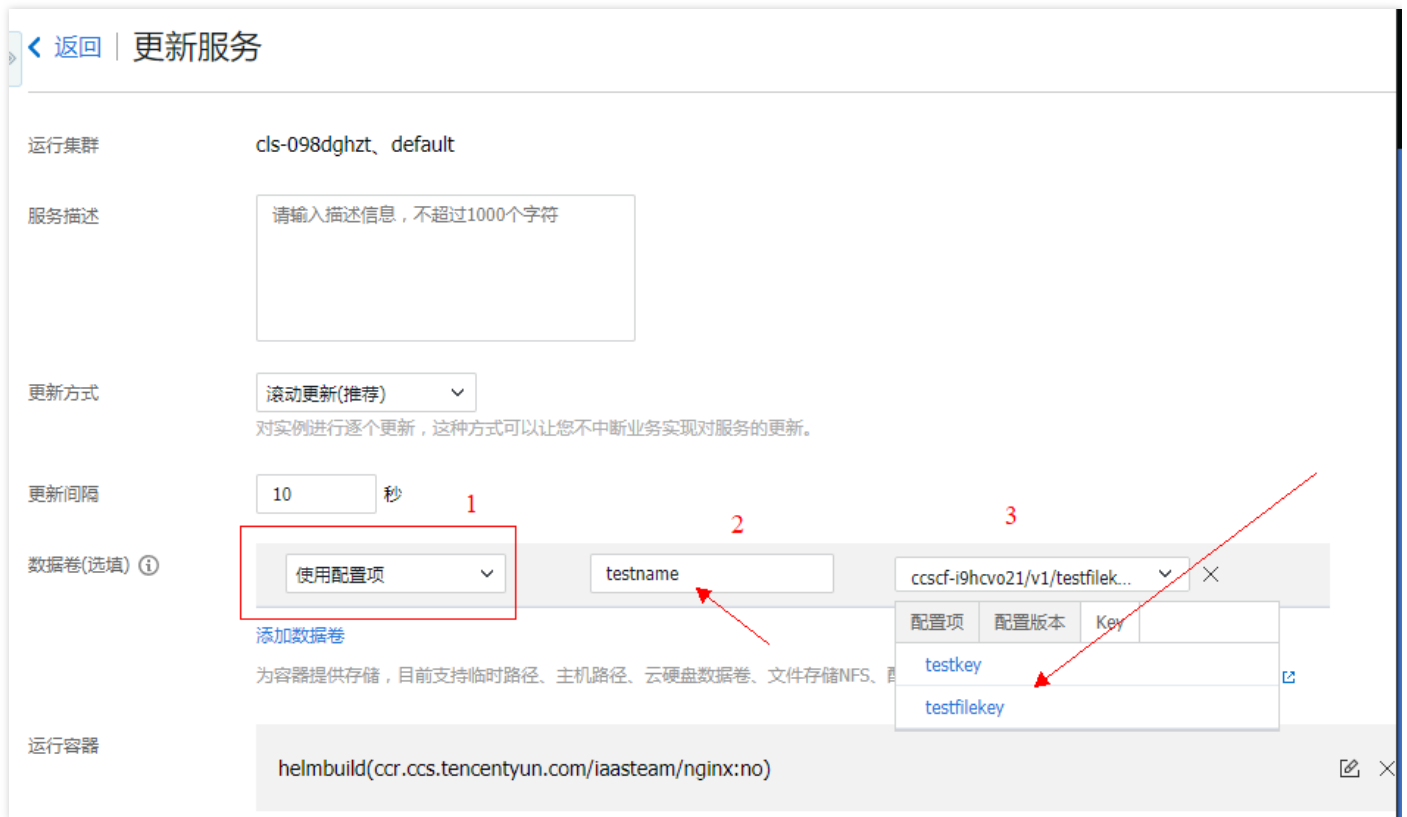 返回 更新服务
运行集群 cls-098dghzt、default
服务描述 请输入描述信息，不超过1000个字符
更新方式 滚动更新(推荐)
对实例进行逐个更新，这种方式可以让您不中断业务实现对服务的更新。
更新间隔 10 秒
1 2 3
数据卷(选填) 使用配置项 testname ccscf-i9hcvo21/v1/testfilek...
配置项 配置版本 Key
添加数据卷
testkey
为容器提供存储，目前支持临时路径、主机路径、云硬盘数据卷、文件存储NFS、
testfilekey
运行容器
helmbuild(ccr.ccs.tencentyun.com/iaasteam/nginx:no)